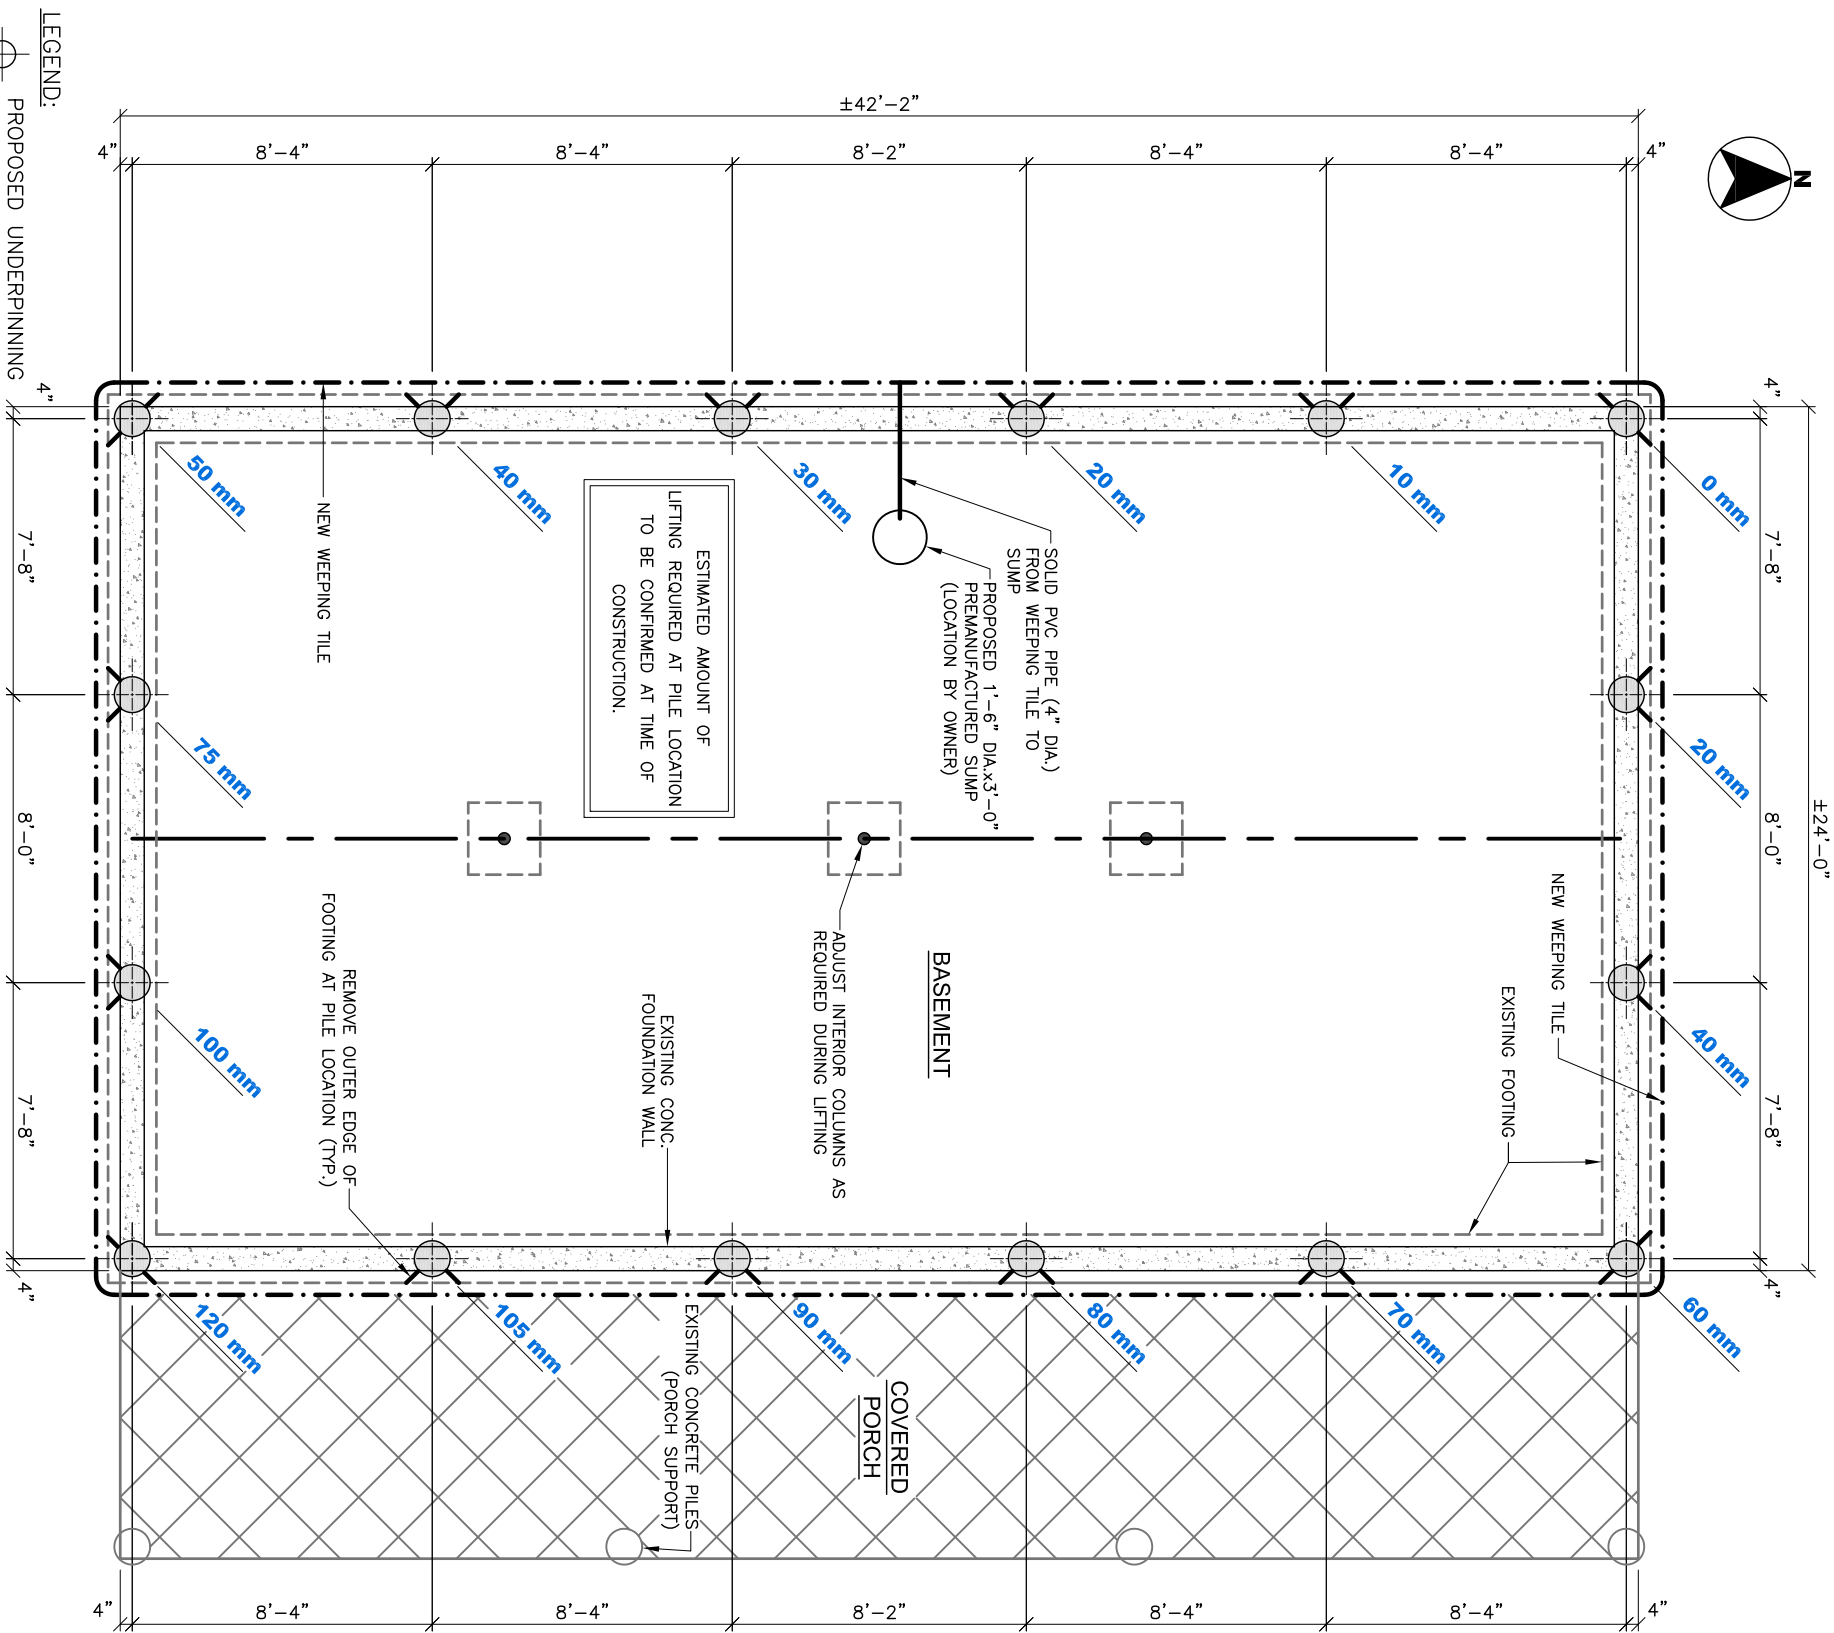 N
±24'-0"
4"
7'-8"
8'-0"
7'-8"
4"
±42'-2"
4"
8'-4"
8'-4"
8'-2"
8'-4"
8'-4"
4"
0 mm
20 mm
40 mm
60 mm
10 mm
20 mm
30 mm
40 mm
50 mm
70 mm
80 mm
90 mm
105 mm
120 mm
75 mm
100 mm
NEW WEEPING TILE
EXISTING FOOTING
SOLID PVC PIPE (4" DIA.)
FROM WEEPING TILE TO
SUMP
PROPOSED 1'-6" DIA.x3'-0"
PREMANUFACTURED SUMP
(LOCATION BY OWNER)
BASEMENT
COVERED
PORCH
ADJUST INTERIOR COLUMNS AS
REQUIRED DURING LIFTING
ESTIMATED AMOUNT OF
LIFTING REQUIRED AT PILE LOCATION
TO BE CONFIRMED AT TIME OF
CONSTRUCTION.
EXISTING CONC.
FOUNDATION WALL
EXISTING CONCRETE PILES
(PORCH SUPPORT)
NEW WEEPING TILE
REMOVE OUTER EDGE OF
FOOTING AT PILE LOCATION (TYP.)
4"
8'-4"
8'-4"
8'-2"
8'-4"
8'-4"
4"
4"
7'-8"
8'-0"
7'-8"
4"
LEGEND:
PROPOSED UNDERPINNING